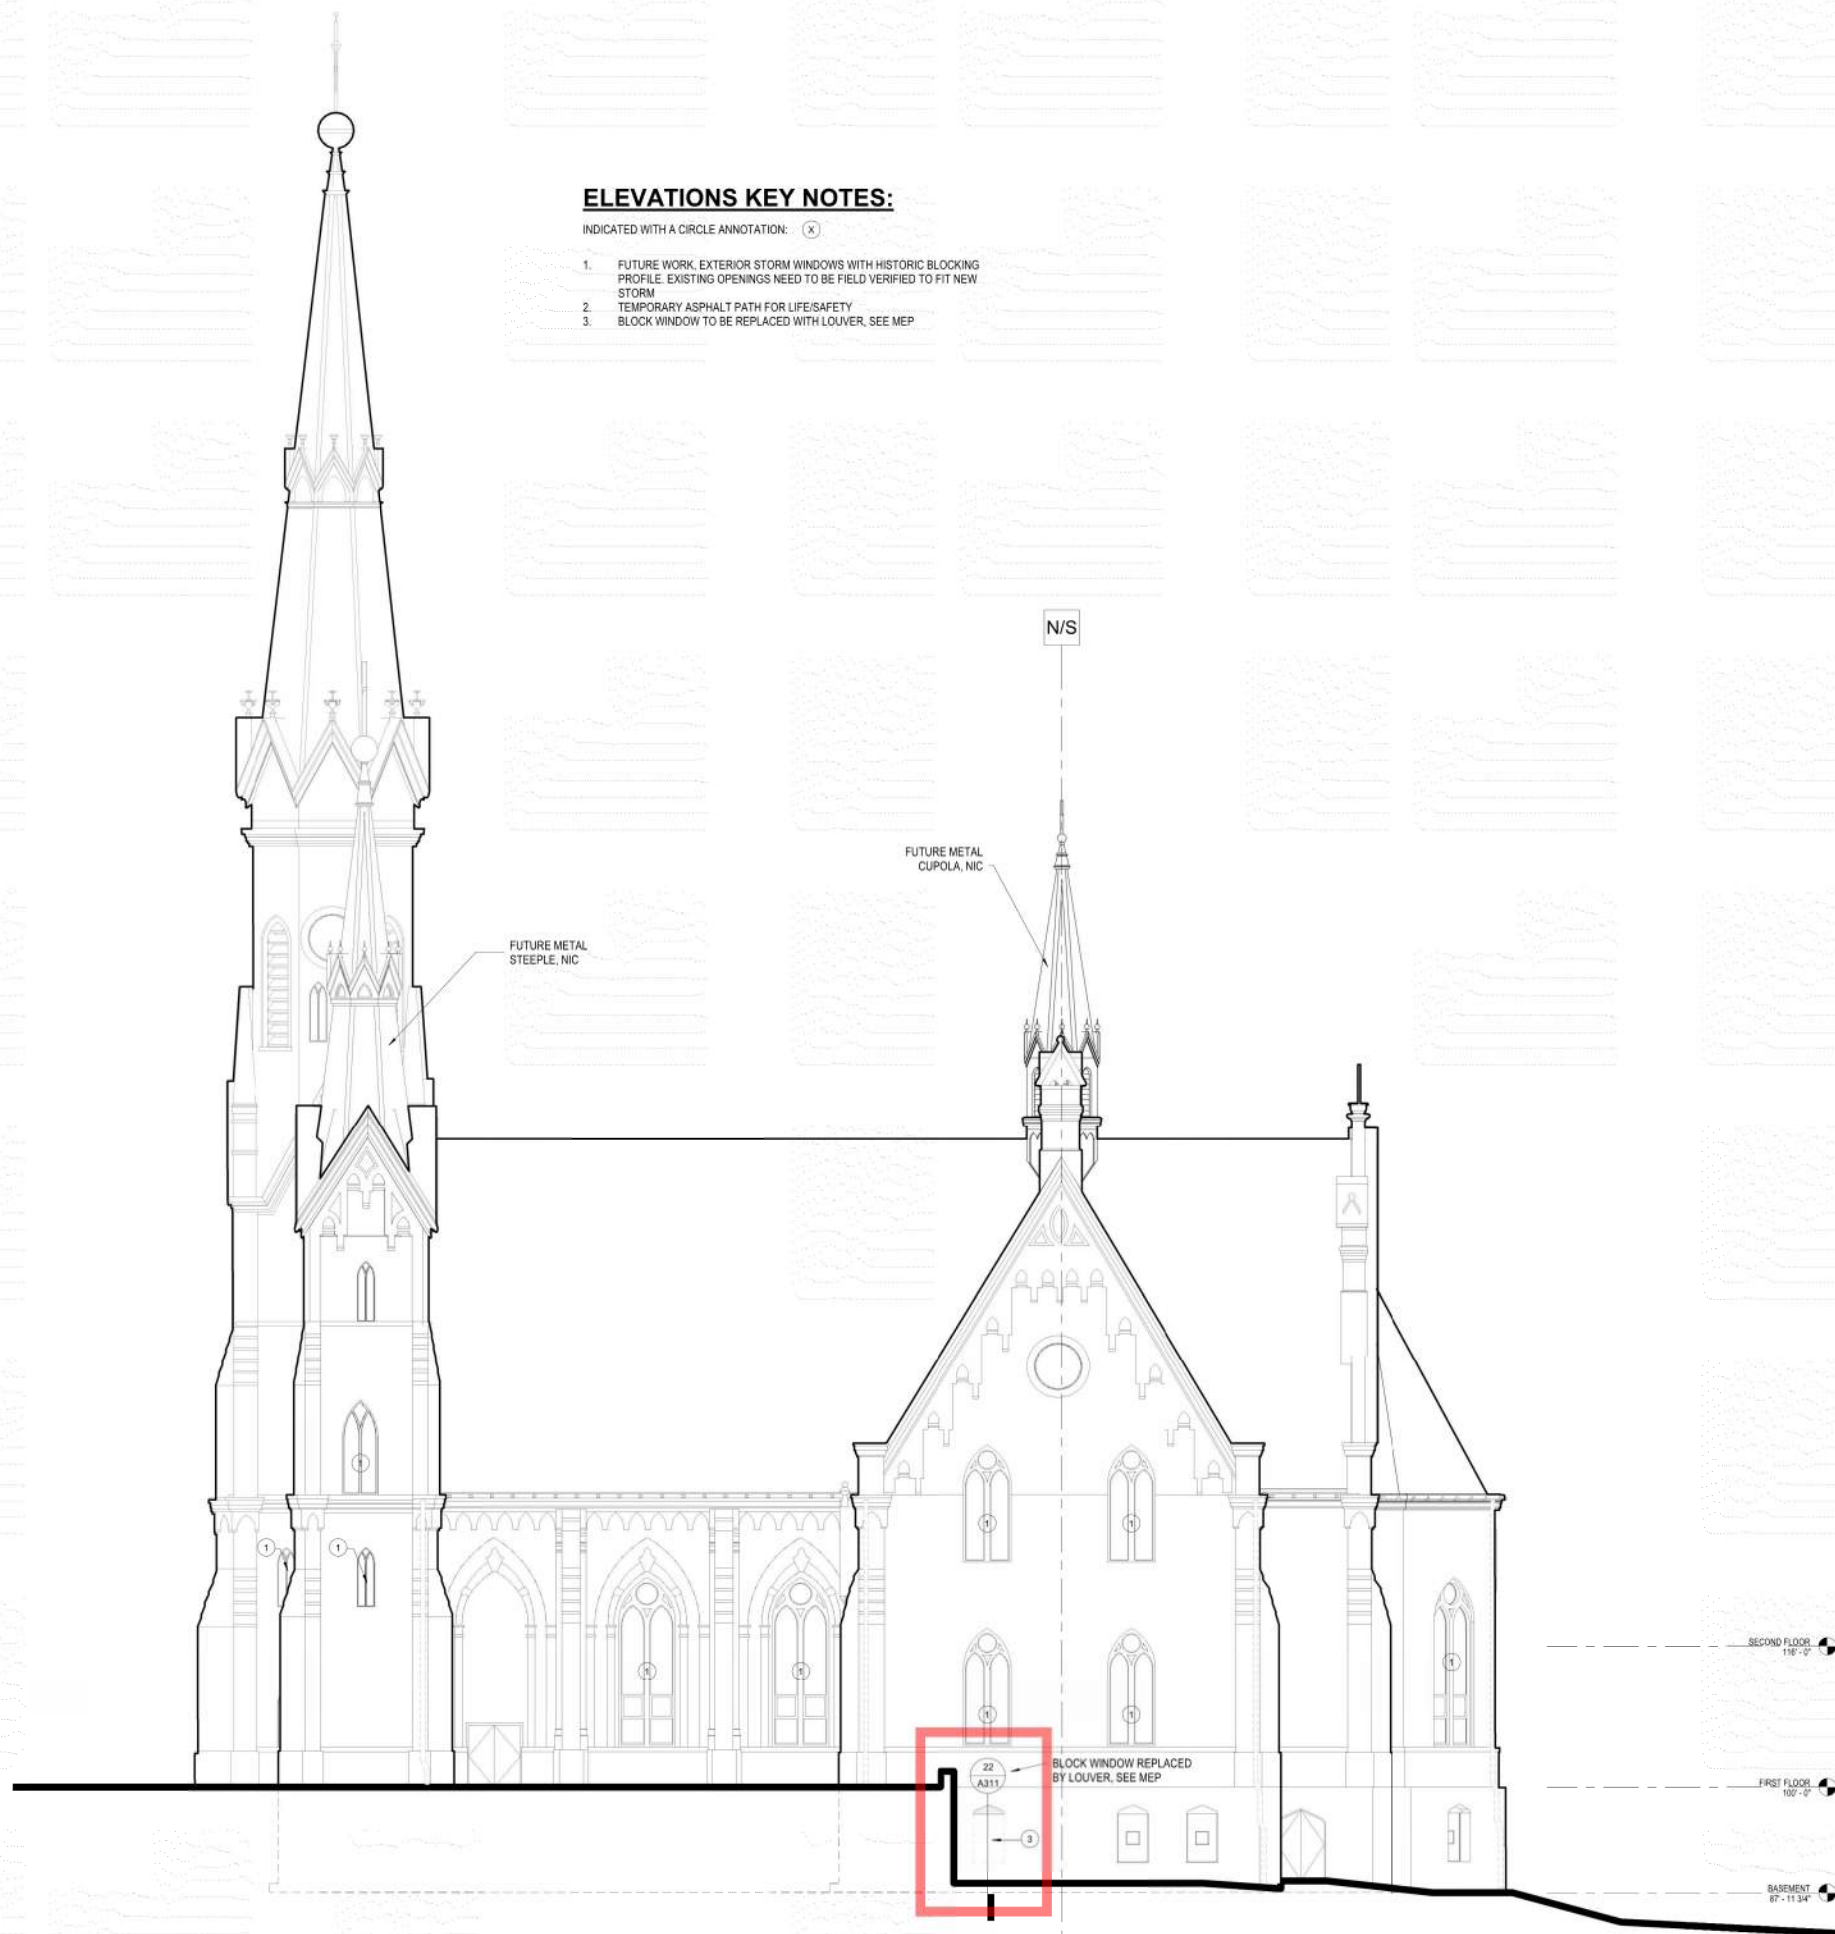 ELEVATIONS KEY NOTES:
INDICATED WITH A CIRCLE ANNOTATION: X
1. FUTURE WORK, EXTERIOR STORM WINDOWS WITH HISTORIC BLOCKING
PROFILE. EXISTING OPENINGS NEED TO BE FIELD VERIFIED TO FIT NEW
STORM
2. TEMPORARY ASPHALT PATH FOR LIFE/SAFETY
3. BLOCK WINDOW TO BE REPLACED WITH LOUVER, SEE MEP
N/S
FUTURE METAL
CUPOLA, NIC
FUTURE METAL
STEEPLE, NIC
1
1
1
1
1
1
1
1
1
1
SECOND FLOOR
116' - 0"
1
22
A311
BLOCK WINDOW REPLACED
BY LOUVER, SEE MEP
FIRST FLOOR
100' - 0"
3
BASEMENT
87' - 11 3/4"